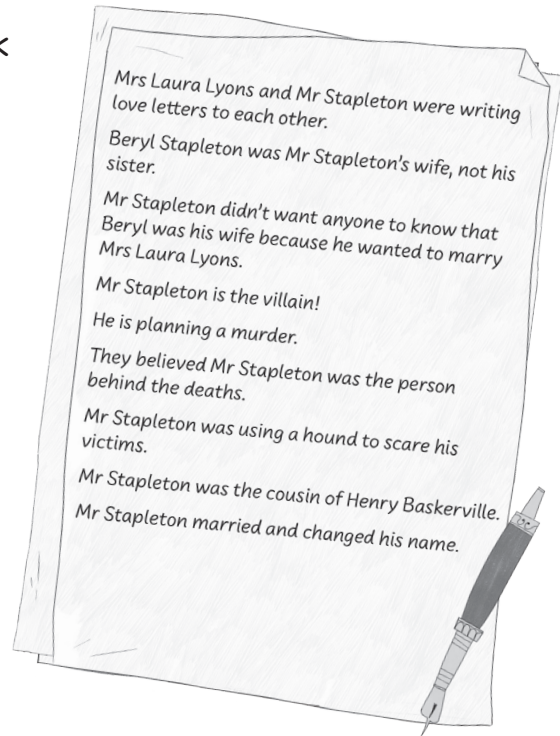 Mrs Laura Lyons and Mr Stapleton were writing
love letters to each other.
Beryl Stapleton was Mr Stapleton's wife, not his
sister.
Mr Stapleton didn't want anyone to know that
Beryl was his wife because he wanted to marry
Mrs Laura Lyons.
Mr Stapleton is the villain!
He is planning a murder.
They believed Mr Stapleton was the person
behind the deaths.
Mr Stapleton was using a hound to scare his
victims.
Mr Stapleton was the cousin of Henry Baskerville.
Mr Stapleton married and changed his name.